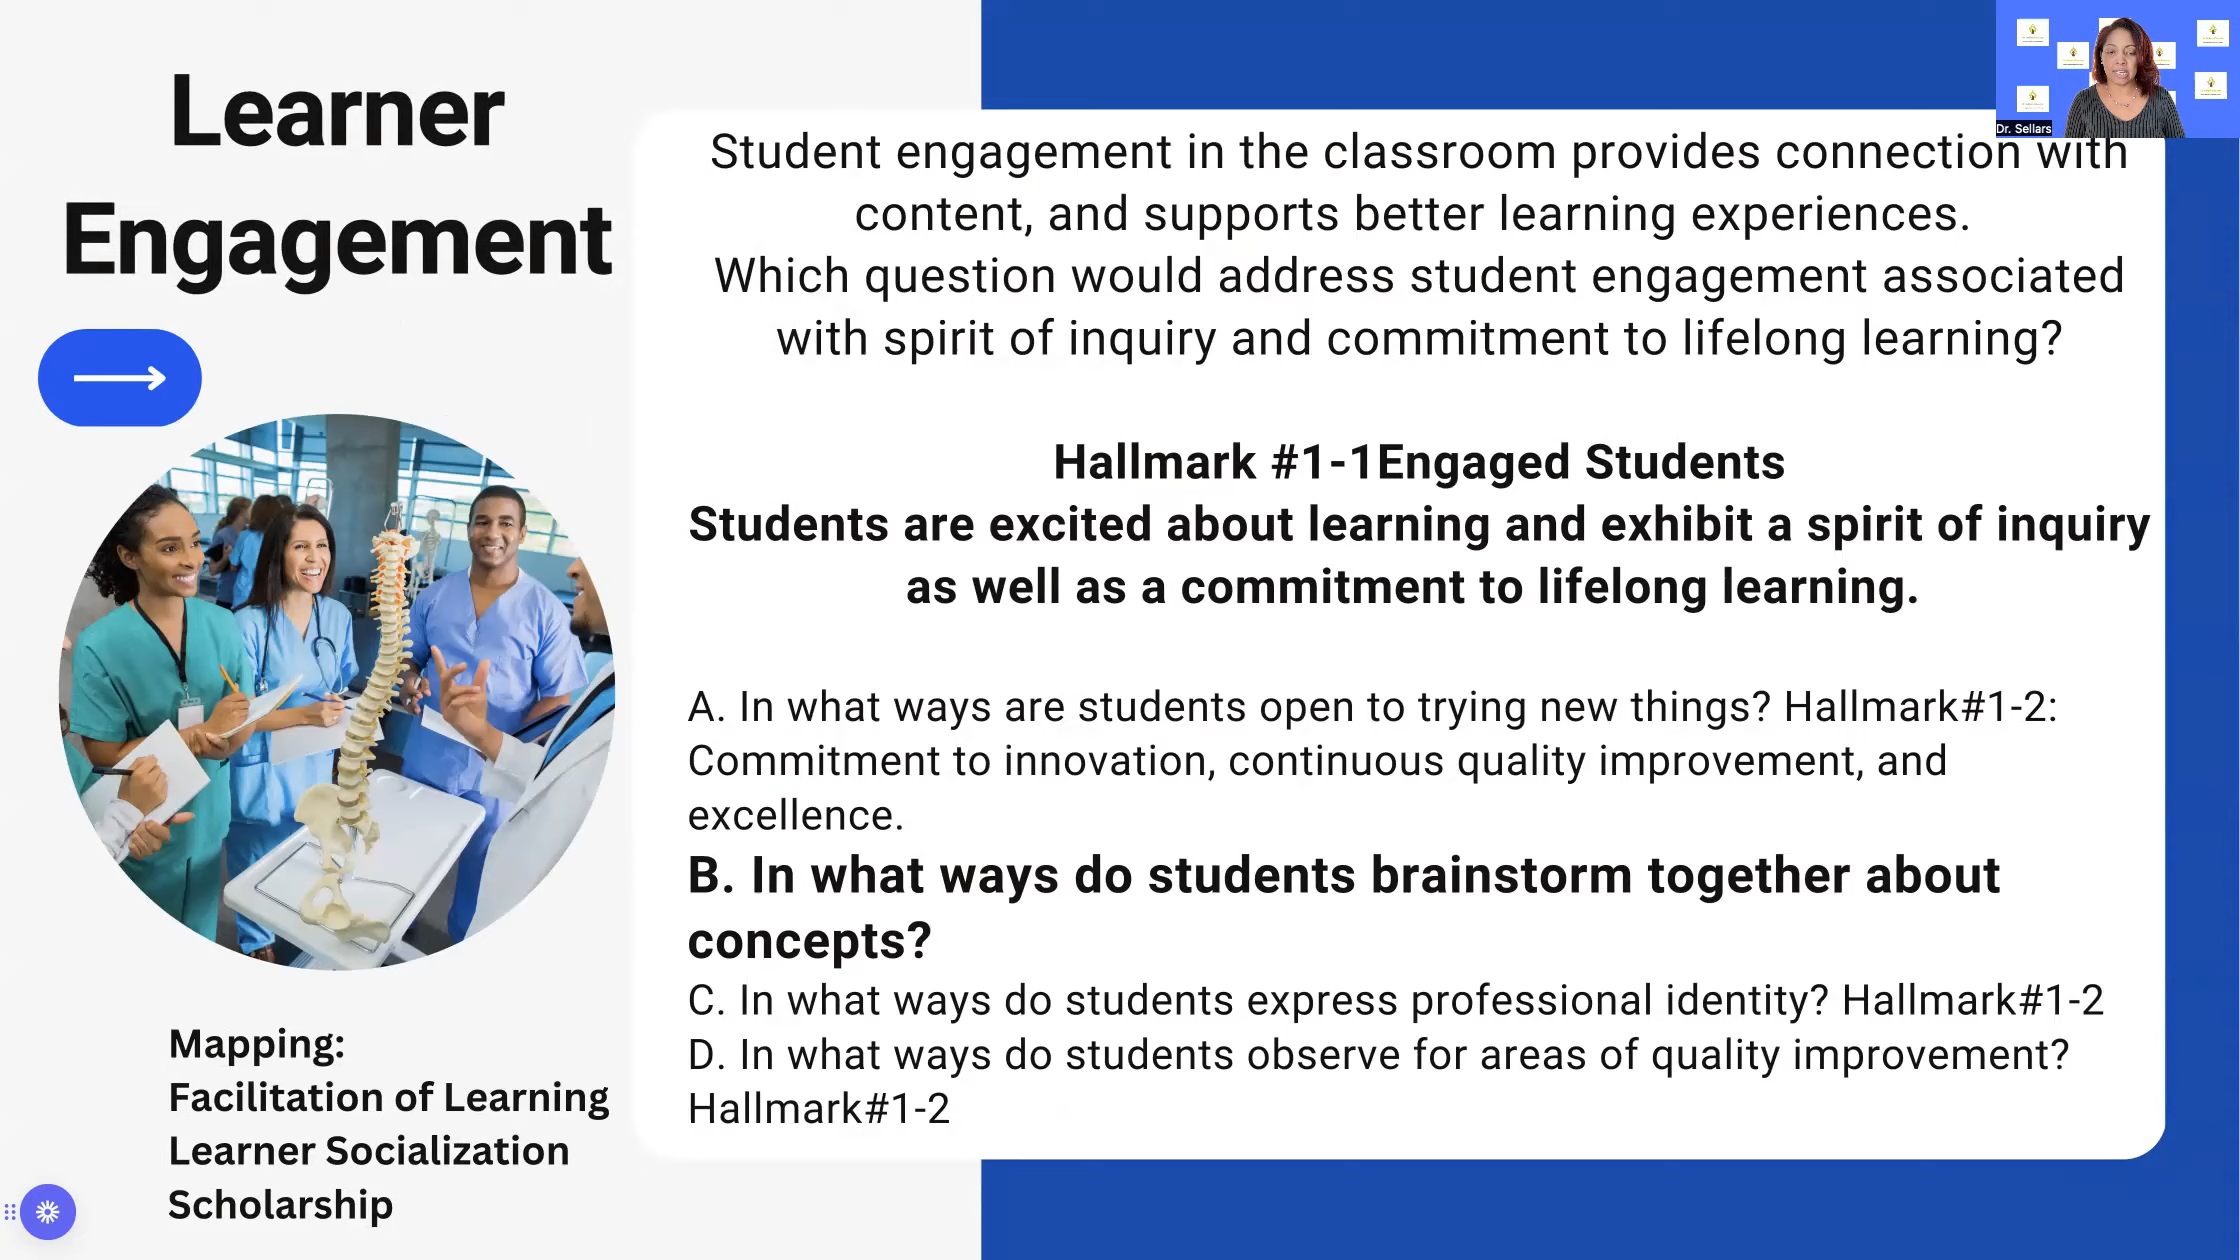 Learner
Engagement
Dr. Sellars
Student engagement in the classroom provides connection with
content, and supports better learning experiences.
Which question would address student engagement associated
with spirit of inquiry and commitment to lifelong learning?
Hallmark #1-1Engaged Students
Students are excited about learning and exhibit a spirit of inquiry
as well as a commitment to lifelong learning.
A. In what ways are students open to trying new things? Hallmark#1-2:
Commitment to innovation, continuous quality improvement, and
excellence.
B. In what ways do students brainstorm together about
concepts?
C. In what ways do students express professional identity? Hallmark#1-2
D. In what ways do students observe for areas of quality improvement?
Hallmark#1-2
Mapping:
Facilitation of Learning
Learner Socialization
Scholarship